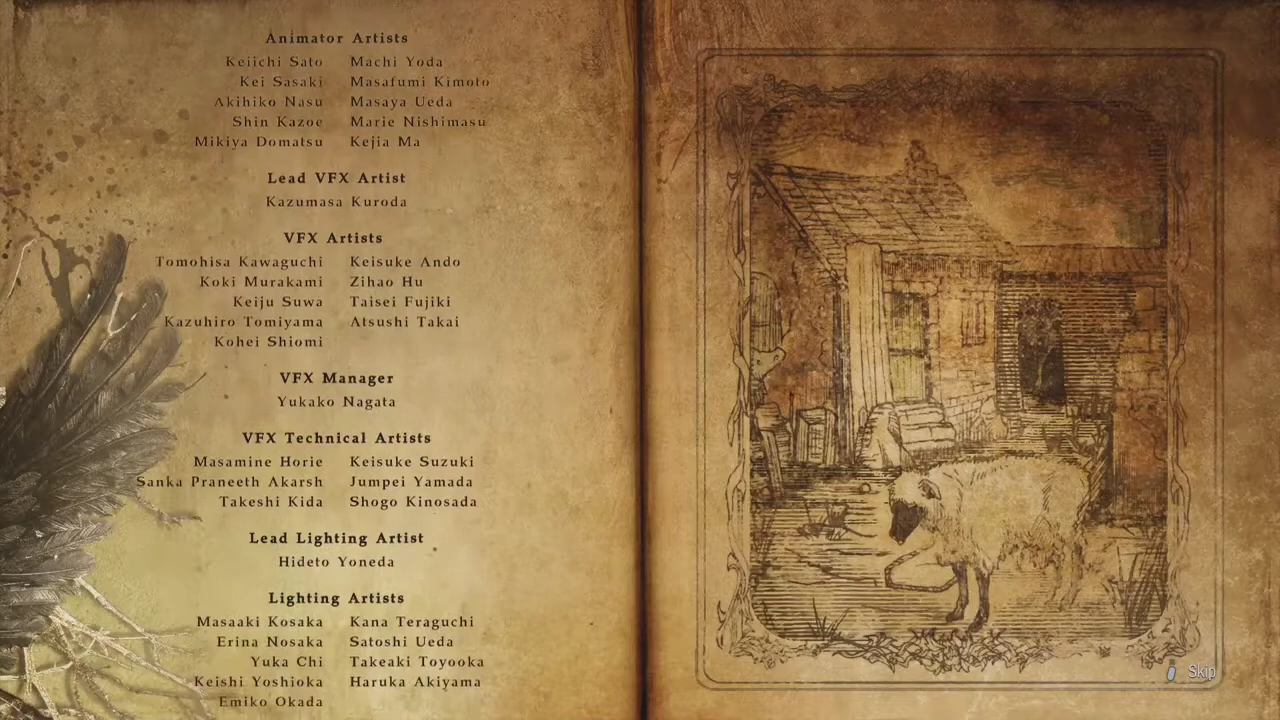 Animator Artists
Keiichi Sato Machi Yoda
Kei Sasaki Masafumi Kimoto
Akihiko Nasu Masaya Ueda
Shin Kazoe Marie Nishimasu
Mikiya Domatsu Kejia Ma
Lead VFX Artist
Kazumasa Kuroda
VFX Artists
Tomohisa Kawaguchi Keisuke Ando
Koki Murakami Zihao Hu
Keiju Suwa Taisei Fujiki
Kazuhiro Tomiyama Atsushi Takai
Kohei Shiomi
VFX Manager
Yukako Nagata
VFX Technical Artists
Masamine Horie Keisuke Suzuki
Sanka Praneeth Akarsh Jumpei Yamada
Takeshi Kida Shogo Kinosada
Lead Lighting Artist
Hideto Yoneda
Lighting Artists
Masaaki Kosaka Kana Teraguchi
Erina Nosaka Satoshi Ueda
Yuka Chi Takeaki Toyooka
Keishi Yoshioka Haruka Akiyama
Emiko Okada
Skip